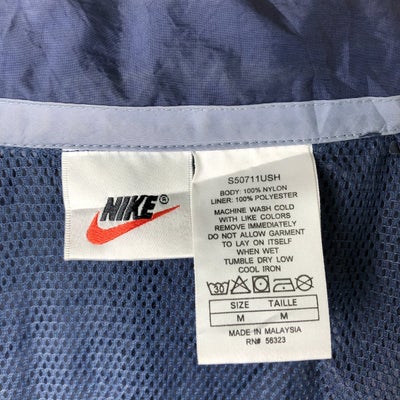 NIKE®
S50711USH
BODY: 100% NYLON
LINER: 100% POLYESTER
MACHINE WASH COLD
WITH LIKE COLORS
REMOVE IMMEDIATELY
DO NOT ALLOW GARMENT
TO LAY ON ITSELF
WHEN WET
TUMBLE DRY LOW
COOL IRON
30
SIZE TAILLE
M M
MADE IN MALAYSIA
RN# 56323